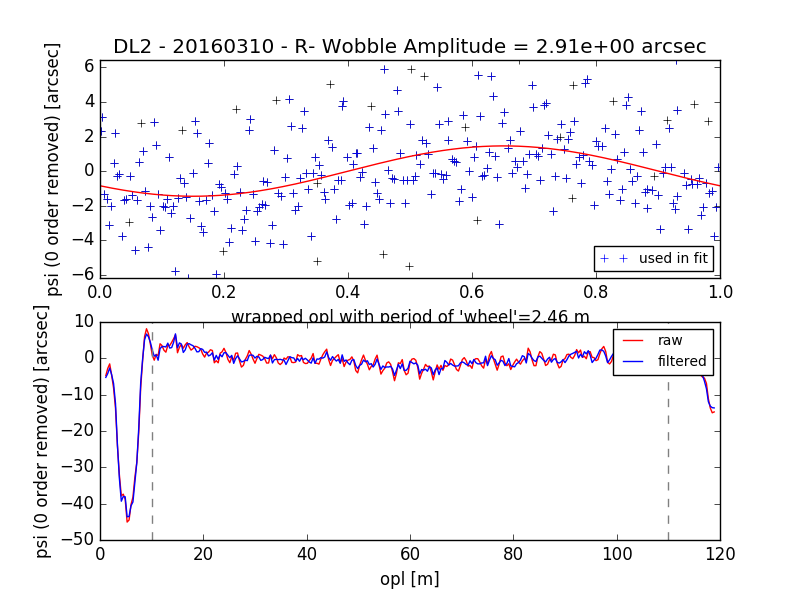 DL2 - 20160310 - R- Wobble Amplitude = 2.91e+00 arcsec
psi (0 order removed) [arcsec]
6
4
2
0
−2
−4
−6
used in fit
0.0 0.2 0.4 0.6 0.8 1.0
wrapped opl with period of 'wheel'=2.46 m
psi (0 order removed) [arcsec]
10
0
−10
−20
−30
−40
−50
raw
filtered
0 20 40 60 80 100 120
opl [m]